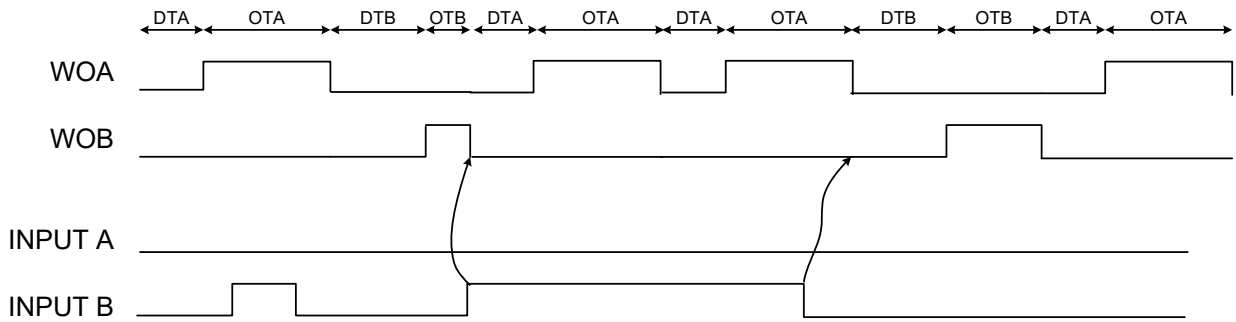 DTA OTA DTB OTB DTA OTA DTA OTA DTB OTB DTA OTA
WOA
WOB
INPUT A
INPUT B